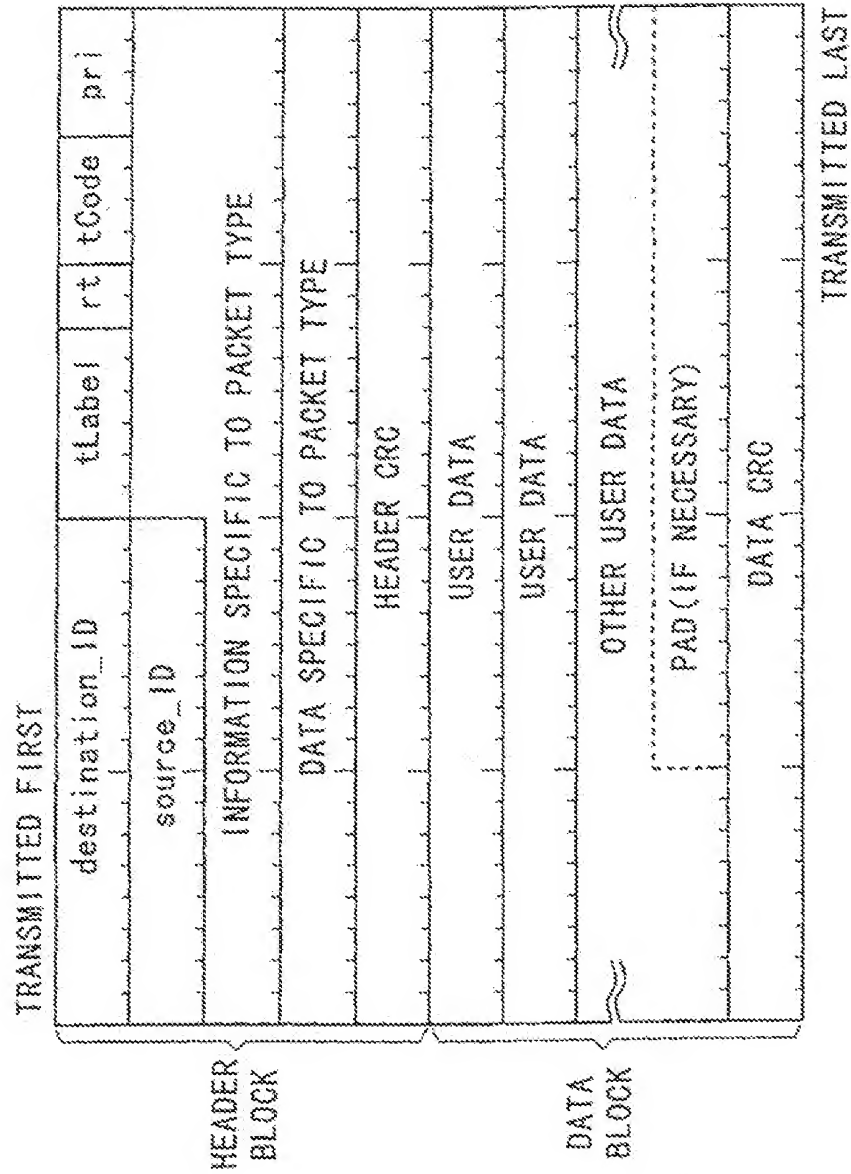 TRANSMITTED FIRST
destination_ID tLabel rt tCode pri
source_ID
INFORMATION SPECIFIC TO PACKET TYPE
DATA SPECIFIC TO PACKET TYPE
HEADER CRC
HEADER
BLOCK
USER DATA
USER DATA
OTHER USER DATA
PAD(IF NECESSARY)
DATA CRC
DATA
BLOCK
TRANSMITTED LAST